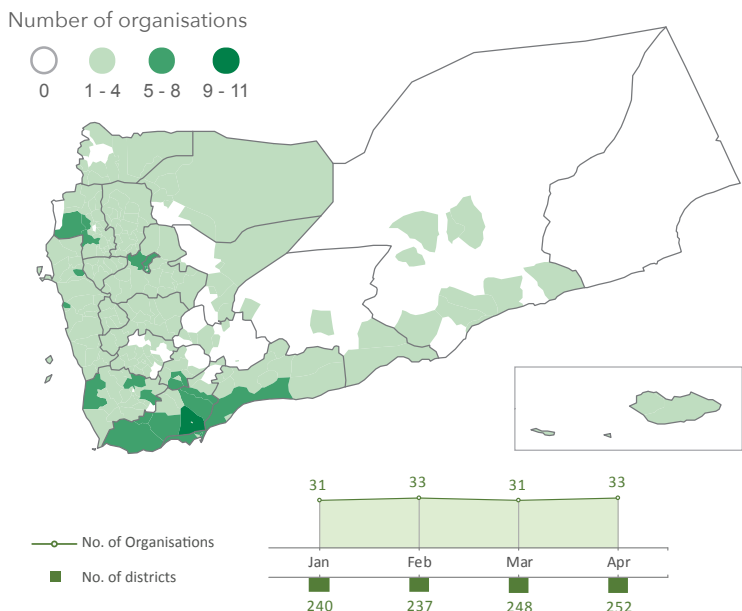 Number of organisations
0 1 - 4 5 - 8 9 - 11
31 33 31 33
No. of Organisations
Jan Feb Mar Apr
No. of districts
240 237 248 252